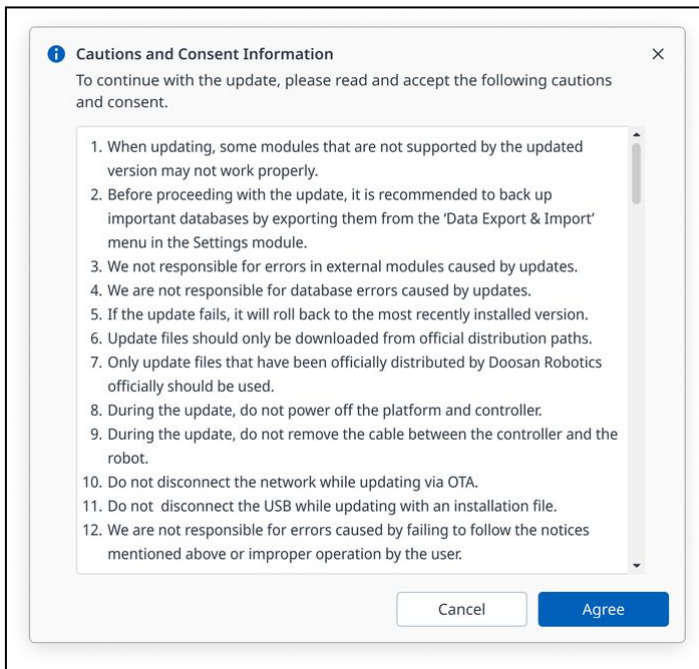 Cautions and Consent Information
To continue with the update, please read and accept the following cautions
and consent.
1. When updating, some modules that are not supported by the updated
version may not work properly.
2. Before proceeding with the update, it is recommended to back up
important databases by exporting them from the ‘Data Export & Import’
menu in the Settings module.
3. We not responsible for errors in external modules caused by updates.
4. We are not responsible for database errors caused by updates.
5. If the update fails, it will roll back to the most recently installed version.
6. Update files should only be downloaded from official distribution paths.
7. Only update files that have been officially distributed by Doosan Robotics
officially should be used.
8. During the update, do not power off the platform and controller.
9. During the update, do not remove the cable between the controller and the
robot.
10. Do not disconnect the network while updating via OTA.
11. Do not  disconnect the USB while updating with an installation file.
12. We are not responsible for errors caused by failing to follow the notices
mentioned above or improper operation by the user.
Cancel
Agree